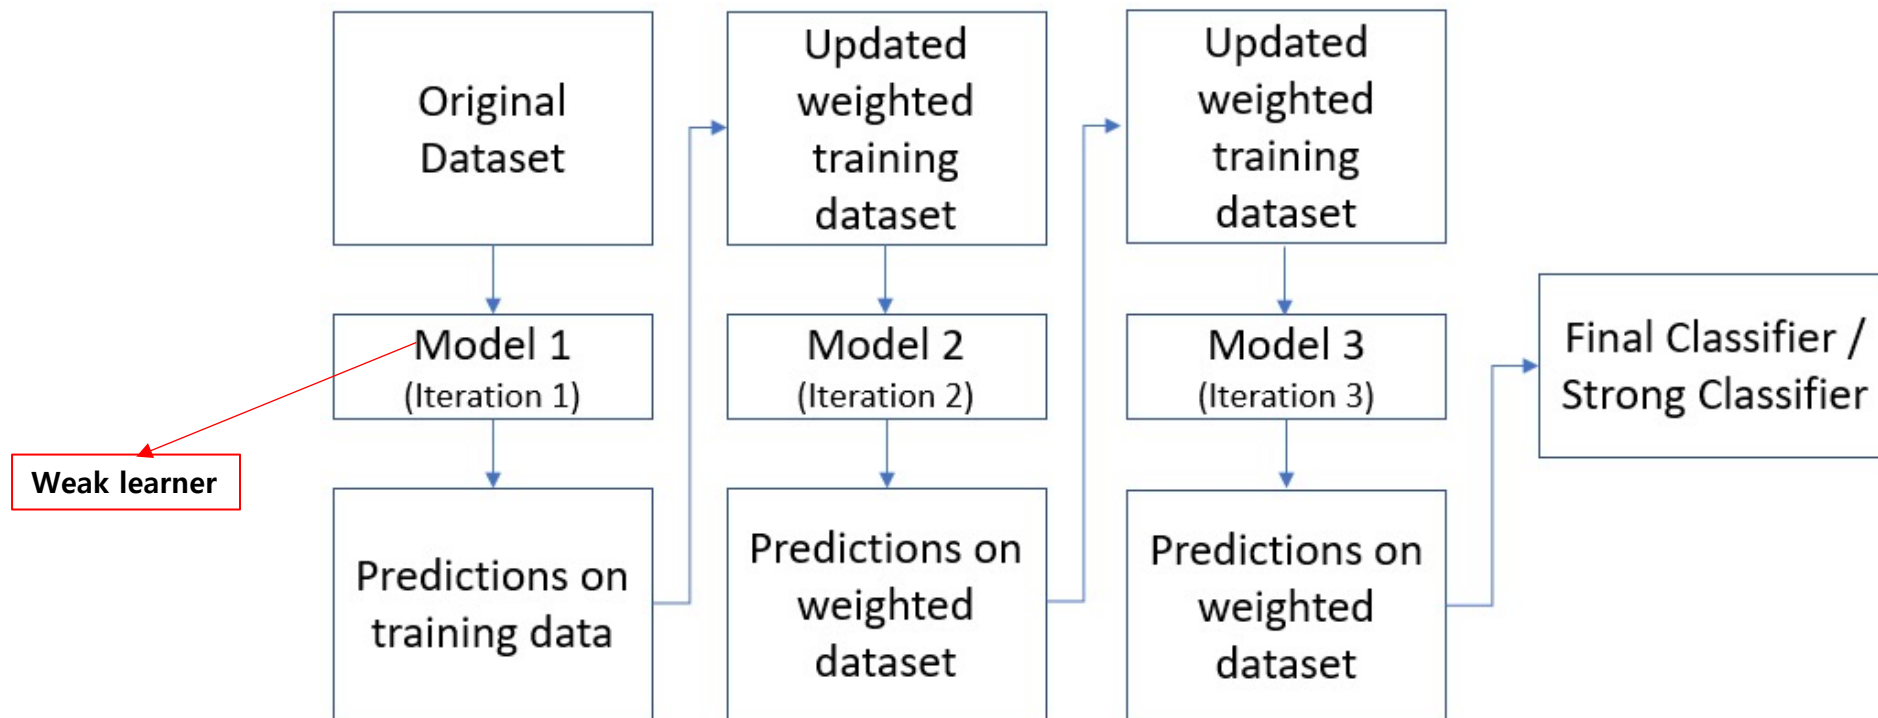 Original
Dataset
Updated
weighted
training
dataset
Updated
weighted
training
dataset
Model 1
(Iteration 1)
Model 2
(Iteration 2)
Model 3
(Iteration 3)
Final Classifier /
Strong Classifier
Weak learner
Predictions on
training data
Predictions on
weighted
dataset
Predictions on
weighted
dataset